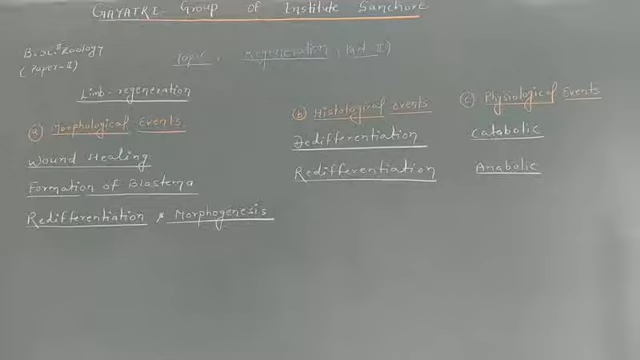 GAYATRI Group of Institute Sanchore
B.Sc. II Zoology
(Paper-II)
Topic, Regeneration (Part II)
Limb-regeneration
(a) Morphological Events
Wound Healing
Formation of Blastema
Redifferentiation & Morphogenesis
(b) Histological events
Dedifferentiation
Redifferentiation
(c) Physiological Events
Catabolic
Anabolic